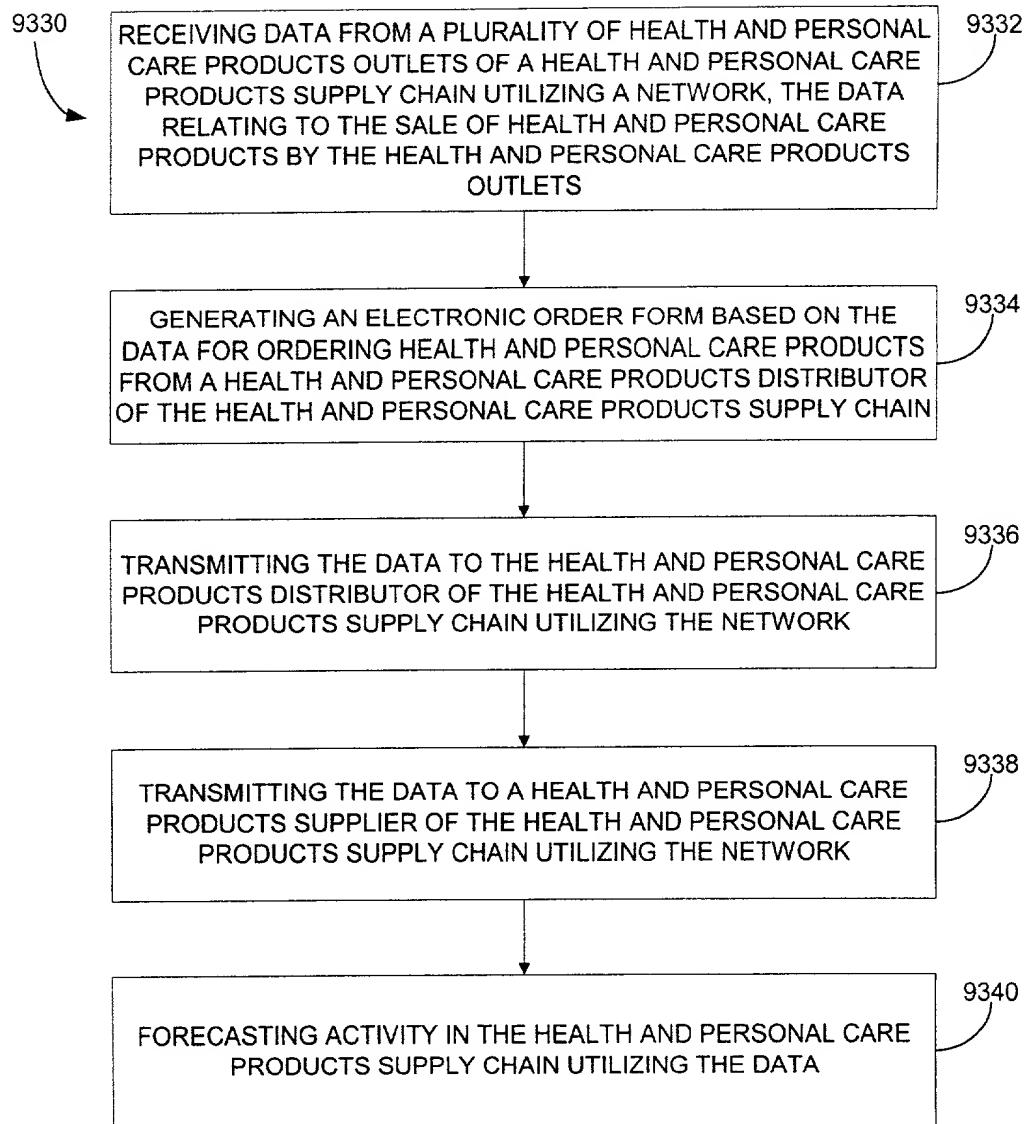 9330
RECEIVING DATA FROM A PLURALITY OF HEALTH AND PERSONAL
CARE PRODUCTS OUTLETS OF A HEALTH AND PERSONAL CARE
PRODUCTS SUPPLY CHAIN UTILIZING A NETWORK, THE DATA
RELATING TO THE SALE OF HEALTH AND PERSONAL CARE
PRODUCTS BY THE HEALTH AND PERSONAL CARE PRODUCTS
OUTLETS
9332
GENERATING AN ELECTRONIC ORDER FORM BASED ON THE
DATA FOR ORDERING HEALTH AND PERSONAL CARE PRODUCTS
FROM A HEALTH AND PERSONAL CARE PRODUCTS DISTRIBUTOR
OF THE HEALTH AND PERSONAL CARE PRODUCTS SUPPLY CHAIN
9334
TRANSMITTING THE DATA TO THE HEALTH AND PERSONAL CARE
PRODUCTS DISTRIBUTOR OF THE HEALTH AND PERSONAL CARE
PRODUCTS SUPPLY CHAIN UTILIZING THE NETWORK
9336
TRANSMITTING THE DATA TO A HEALTH AND PERSONAL CARE
PRODUCTS SUPPLIER OF THE HEALTH AND PERSONAL CARE
PRODUCTS SUPPLY CHAIN UTILIZING THE NETWORK
9338
FORECASTING ACTIVITY IN THE HEALTH AND PERSONAL CARE
PRODUCTS SUPPLY CHAIN UTILIZING THE DATA
9340